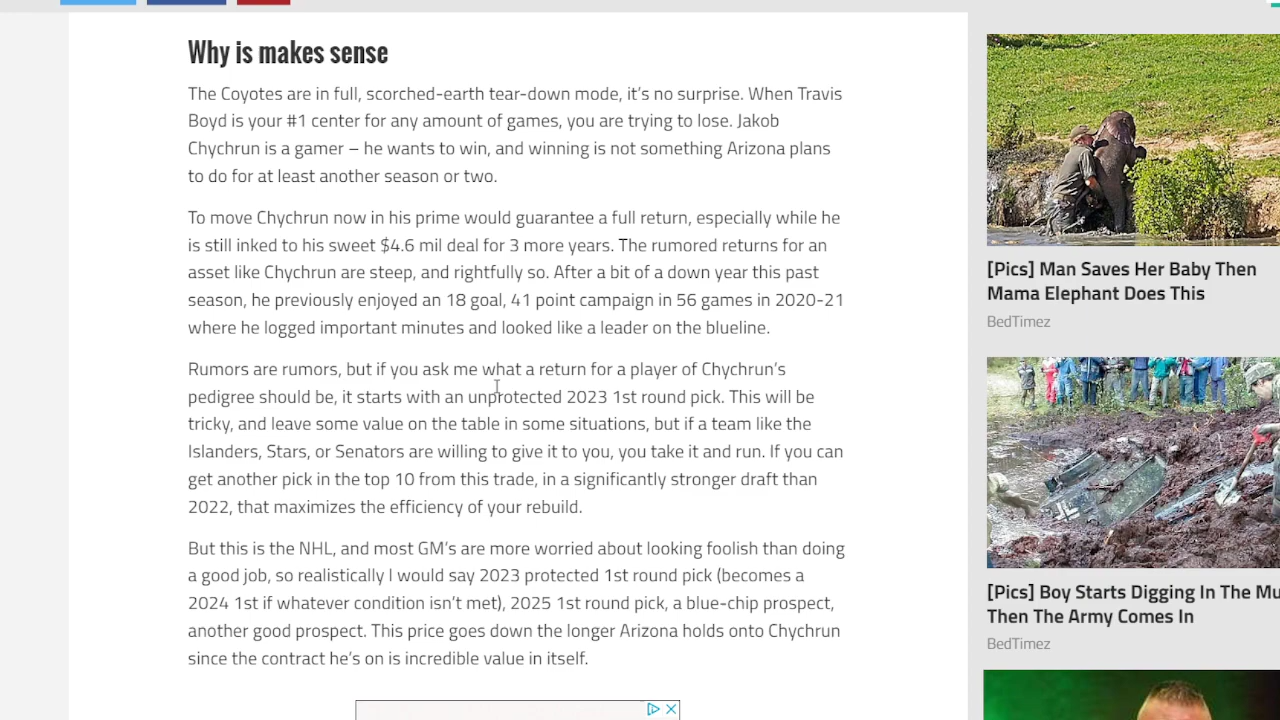 Why is makes sense
The Coyotes are in full, scorched-earth tear-down mode, it's no surprise. When Travis
Boyd is your #1 center for any amount of games, you are trying to lose. Jakob
Chychrun is a gamer – he wants to win, and winning is not something Arizona plans
to do for at least another season or two.
To move Chychrun now in his prime would guarantee a full return, especially while he
is still inked to his sweet $4.6 mil deal for 3 more years. The rumored returns for an
asset like Chychrun are steep, and rightfully so. After a bit of a down year this past
season, he previously enjoyed an 18 goal, 41 point campaign in 56 games in 2020-21
where he logged important minutes and looked like a leader on the blueline.
Rumors are rumors, but if you ask me what a return for a player of Chychrun's
pedigree should be, it starts with an unprotected 2023 1st round pick. This will be
tricky, and leave some value on the table in some situations, but if a team like the
Islanders, Stars, or Senators are willing to give it to you, you take it and run. If you can
get another pick in the top 10 from this trade, in a significantly stronger draft than
2022, that maximizes the efficiency of your rebuild.
But this is the NHL, and most GM's are more worried about looking foolish than doing
a good job, so realistically I would say 2023 protected 1st round pick (becomes a
2024 1st if whatever condition isn't met), 2025 1st round pick, a blue-chip prospect,
another good prospect. This price goes down the longer Arizona holds onto Chychrun
since the contract he's on is incredible value in itself.
[Pics] Man Saves Her Baby Then
Mama Elephant Does This
BedTimez
[Pics] Boy Starts Digging In The Mu
Then The Army Comes In
BedTimez